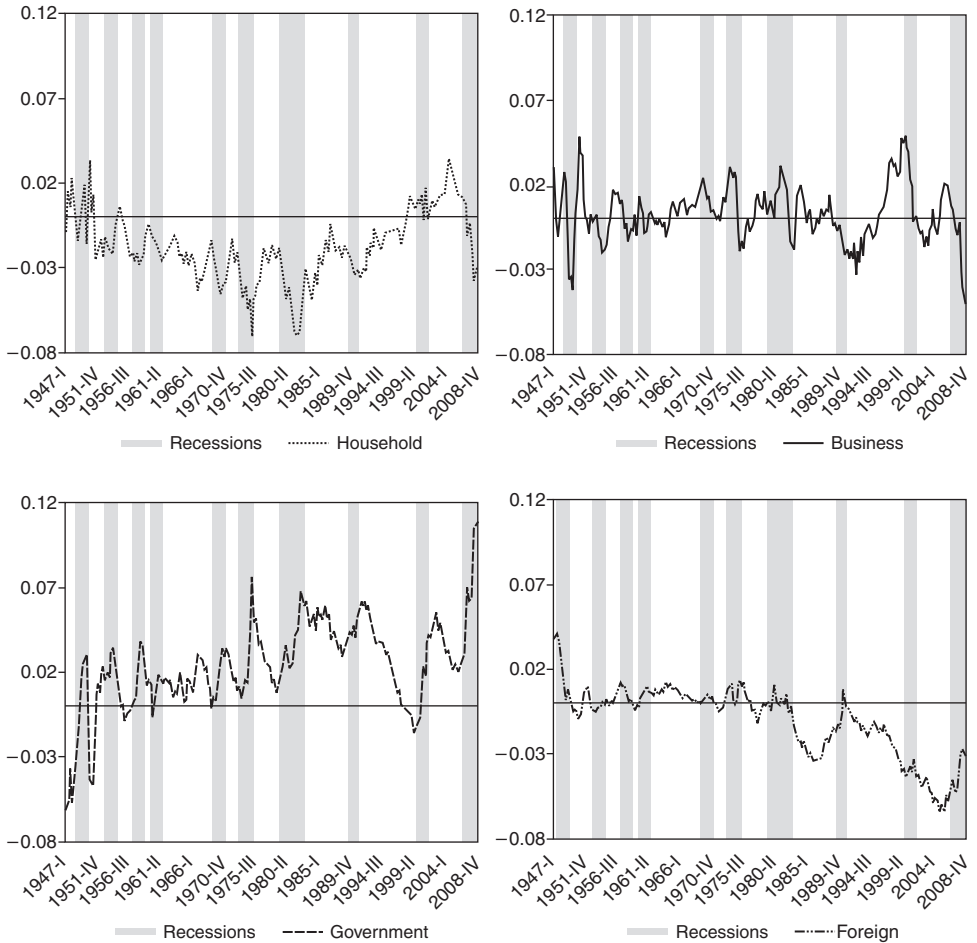 0.12
0.07
0.02
−0.03
−0.08
1947-I
1951-IV
1956-III
1961-II
1966-I
1970-IV
1975-III
1980-II
1985-I
1989-IV
1994-III
1999-II
2004-I
2008-IV
Recessions Household
0.12
0.07
0.02
−0.03
−0.08
1947-I
1951-IV
1956-III
1961-II
1966-I
1970-IV
1975-III
1980-II
1985-I
1989-IV
1994-III
1999-II
2004-I
2008-IV
Recessions Business
0.12
0.07
0.02
−0.03
−0.08
1947-I
1951-IV
1956-III
1961-II
1966-I
1970-IV
1975-III
1980-II
1985-I
1989-IV
1994-III
1999-II
2004-I
2008-IV
Recessions Government
0.12
0.07
0.02
−0.03
−0.08
1947-I
1951-IV
1956-III
1961-II
1966-I
1970-IV
1975-III
1980-II
1985-I
1989-IV
1994-III
1999-II
2004-I
2008-IV
Recessions Foreign